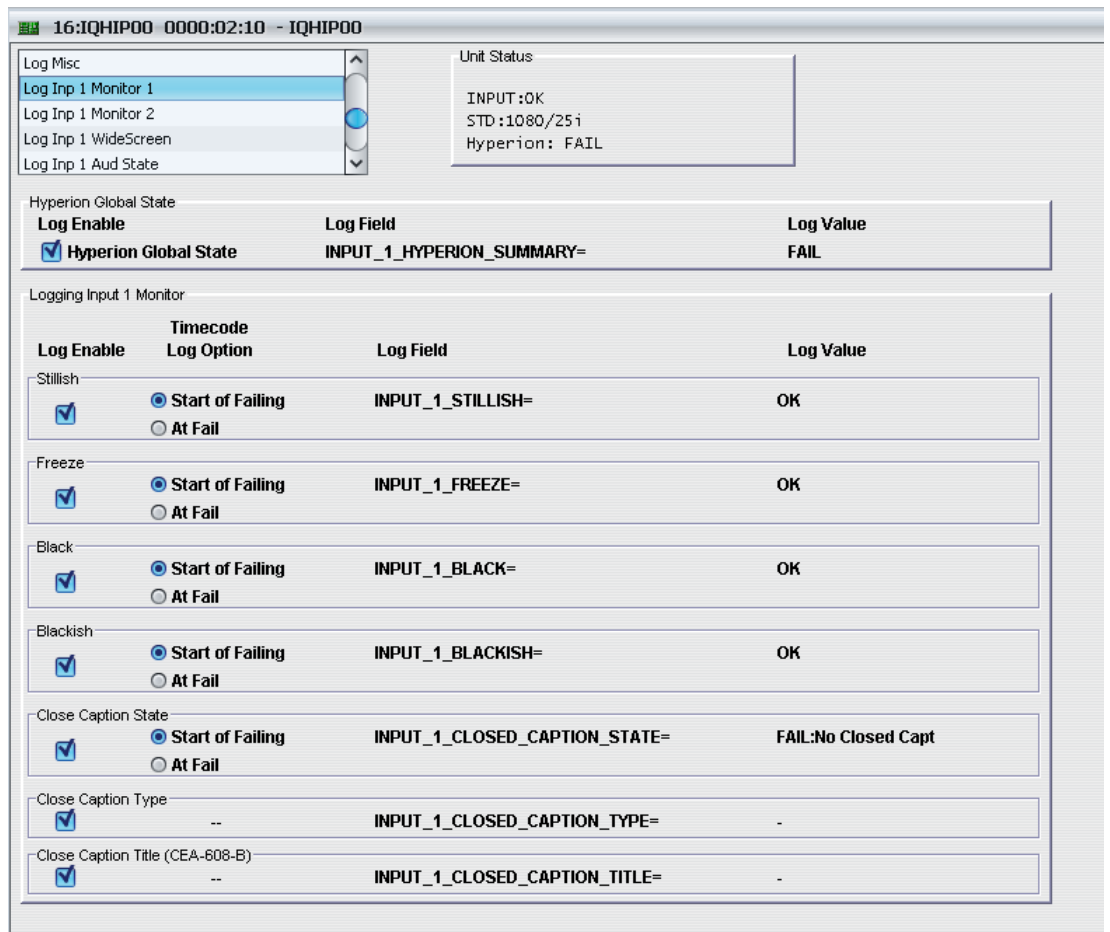 16:IQHIP00 0000:02:10 - IQHIP00
Log Misc
Log Inp 1 Monitor 1
Log Inp 1 Monitor 2
Log Inp 1 WideScreen
Log Inp 1 Aud State
Unit Status
INPUT:OK
STD:1080/25i
Hyperion: FAIL
Hyperion Global State
Log Enable Log Field Log Value
Hyperion Global State INPUT_1_HYPERION_SUMMARY= FAIL
Logging Input 1 Monitor
Timecode
Log Enable Log Option Log Field Log Value
Stillish
Start of Failing INPUT_1_STILLISH= OK
At Fail
Freeze
Start of Failing INPUT_1_FREEZE= OK
At Fail
Black
Start of Failing INPUT_1_BLACK= OK
At Fail
Blackish
Start of Failing INPUT_1_BLACKISH= OK
At Fail
Close Caption State
Start of Failing INPUT_1_CLOSED_CAPTION_STATE= FAIL:No Closed Capt
At Fail
Close Caption Type
-- INPUT_1_CLOSED_CAPTION_TYPE= -
Close Caption Title (CEA-608-B)
-- INPUT_1_CLOSED_CAPTION_TITLE= -